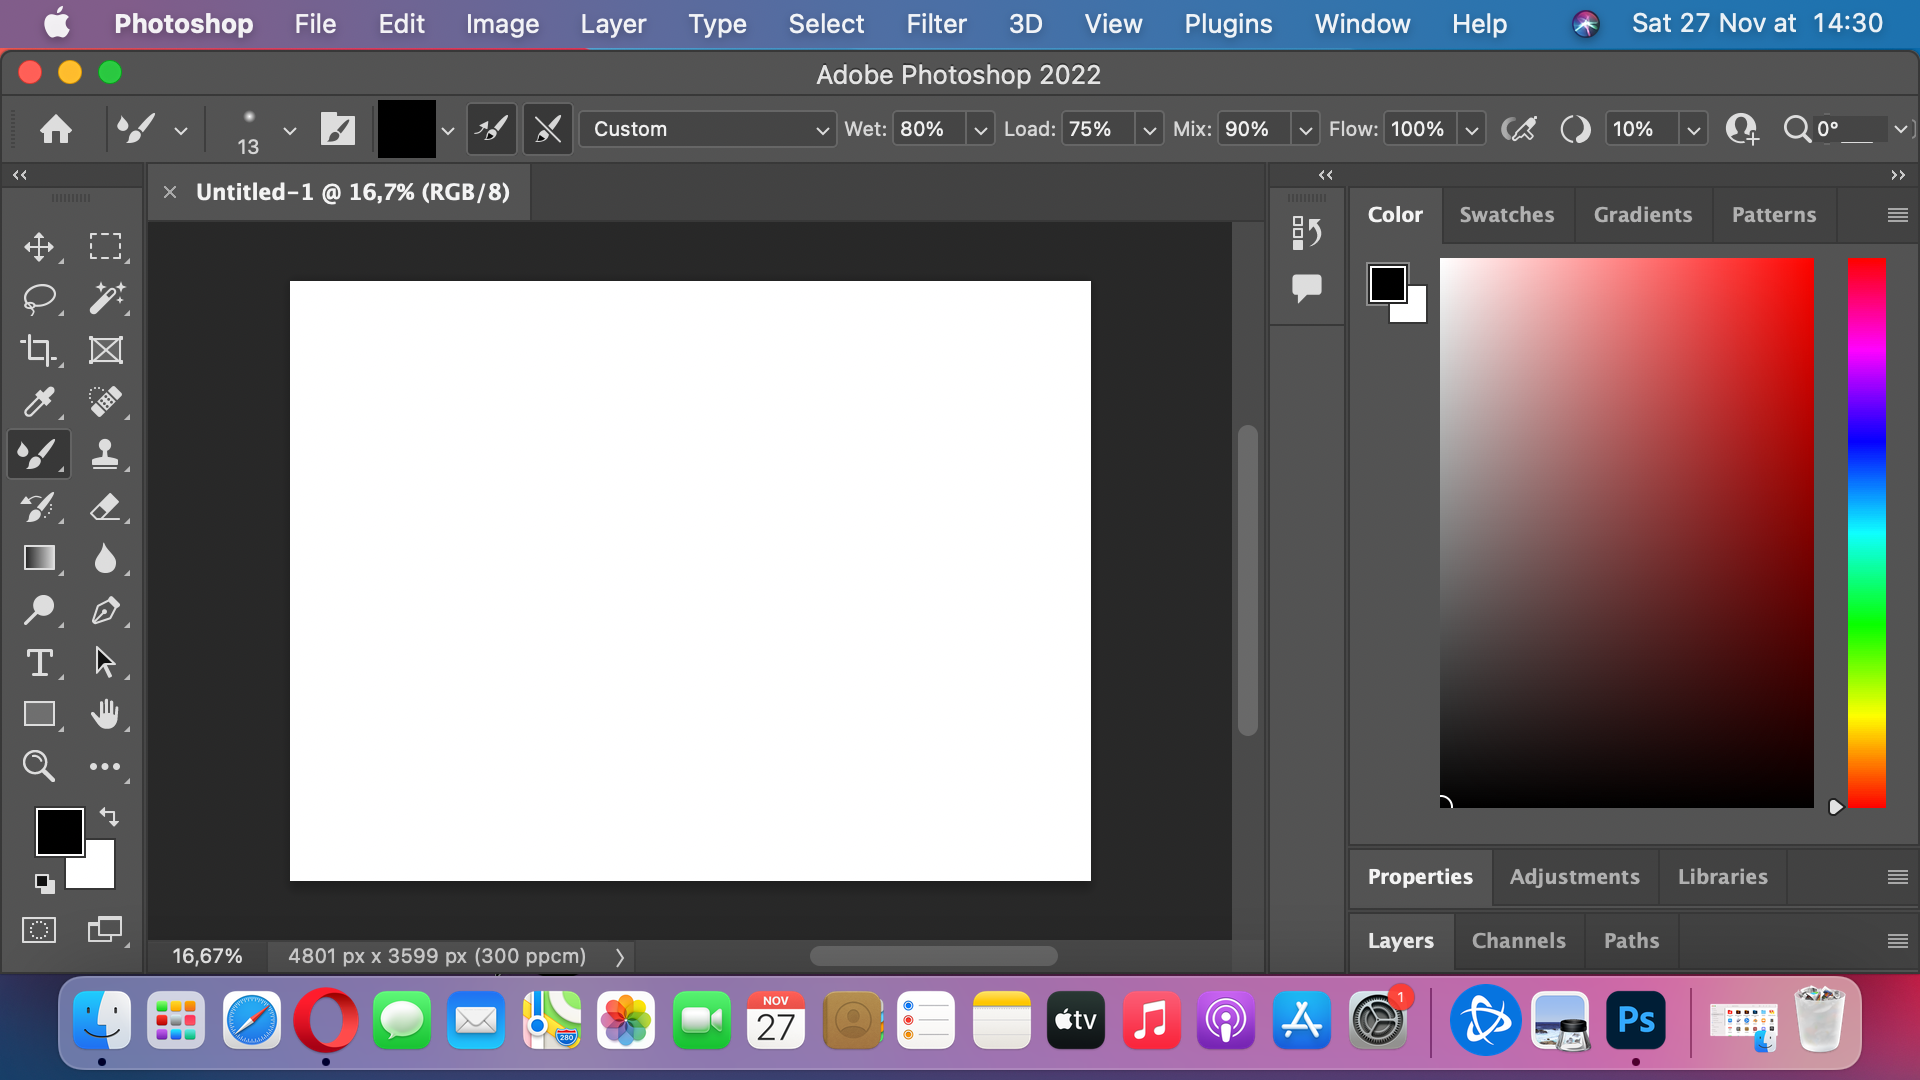 Photoshop File Edit Image Layer Type Select Filter 3D View Plugins Window Help Sat 27 Nov at 14:30
Adobe Photoshop 2022
13 Custom Wet: 80% Load: 75% Mix: 90% Flow: 100% 10% 0°
Untitled-1 @ 16,7% (RGB/8)
Color Swatches Gradients Patterns
Properties Adjustments Libraries
Layers Channels Paths
16,67% 4801 px x 3599 px (300 ppcm)
NOV
27
280
tv
1
Ps